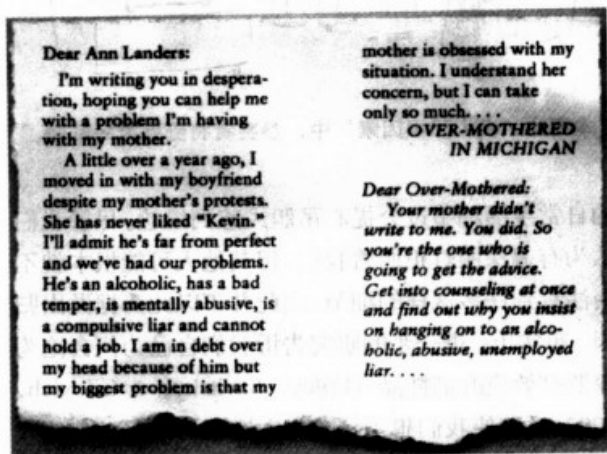 Dear Ann Landers:
I'm writing you in despera-
tion, hoping you can help me
with a problem I'm having
with my mother.
A little over a year ago, I
moved in with my boyfriend
despite my mother's protests.
She has never liked "Kevin."
I'll admit he's far from perfect
and we've had our problems.
He's an alcoholic, has a bad
temper, is mentally abusive, is
a compulsive liar and cannot
hold a job. I am in debt over
my head because of him but
my biggest problem is that my
mother is obsessed with my
situation. I understand her
concern, but I can take
only so much. . . .
OVER-MOTHERED
IN MICHIGAN
Dear Over-Mothered:
Your mother didn't
write to me. You did. So
you're the one who is
going to get the advice.
Get into counseling at once
and find out why you insist
on hanging on to an alco-
holic, abusive, unemployed
liar. . . .